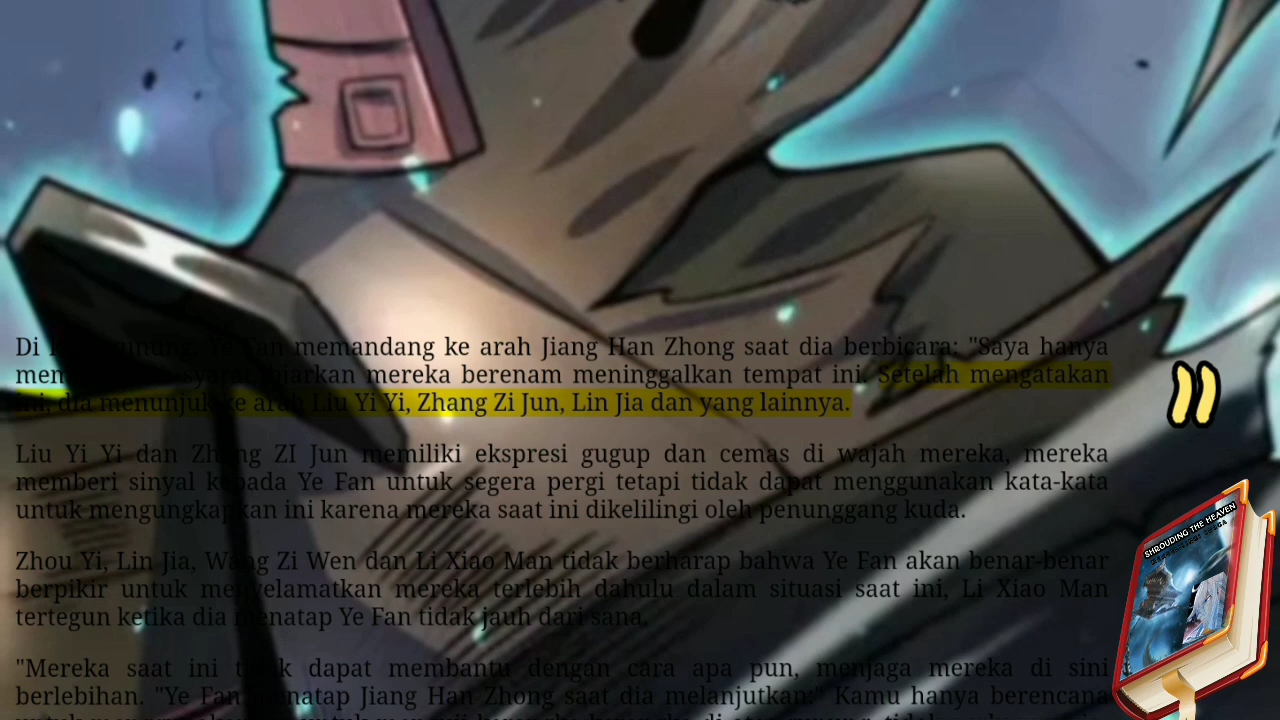 Di Fan memandang ke arah Jiang Han Zhong saat dia berbicara: "Saya hanya
biarkan mereka berenam meninggalkan tempat ini. Setelah mengatakan
ini, dia menunjuk ke arah Liu Yi Yi, Zhang Zi Jun, Lin Jia dan yang lainnya.
Liu Yi Yi dan Zhang ZI Jun memiliki ekspresi gugup dan cemas di wajah mereka, mereka
memberi sinyal kepada Ye Fan untuk segera pergi tetapi tidak dapat menggunakan kata-kata
untuk mengungkapkan ini karena mereka saat ini dikelilingi oleh penunggang kuda.
Zhou Yi, Lin Jia, Wang Zi Wen dan Li Xiao Man tidak berharap bahwa Ye Fan akan benar-benar
berpikir untuk menyelamatkan mereka terlebih dahulu dalam situasi saat ini, Li Xiao Man
tertegun ketika dia menatap Ye Fan tidak jauh dari sana.
"Mereka saat ini tidak dapat membantu dengan cara apa pun, menjaga mereka di sini
berlebihan. "Ye Fan menatap Jiang Han Zhong saat dia melanjutkan:" Kamu hanya berencana
SHROUDING THE HEAVEN